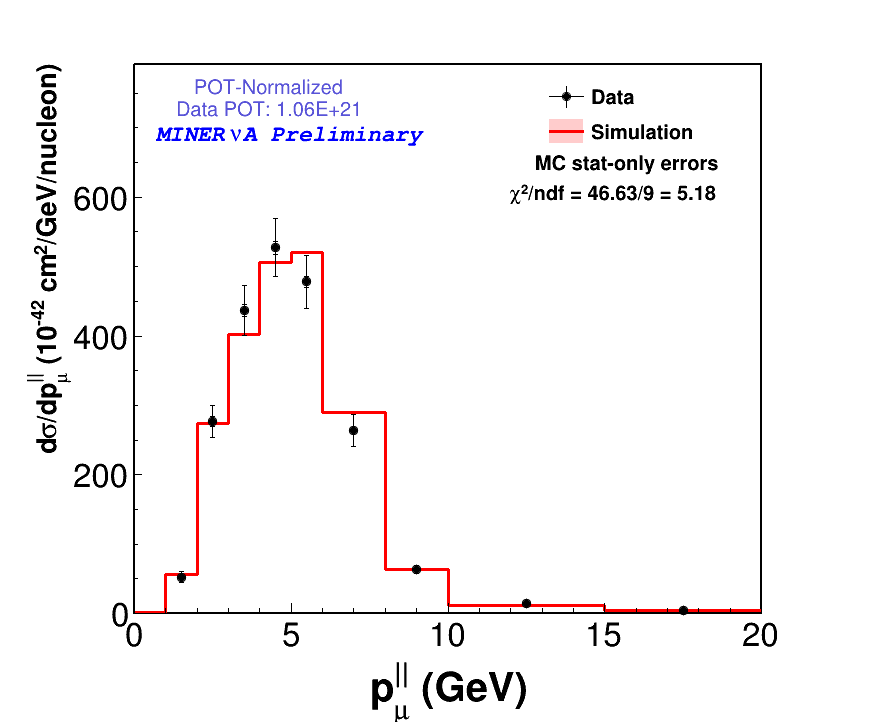 POT-Normalized
Data POT: 1.06E+21
MINERνA Preliminary
Data
Simulation
MC stat-only errors
χ²/ndf = 46.63/9 = 5.18
dσ/dp_μ^|| (10^-42 cm²/GeV/nucleon)
600
400
200
0
0 5 10 15 20
p_μ^|| (GeV)